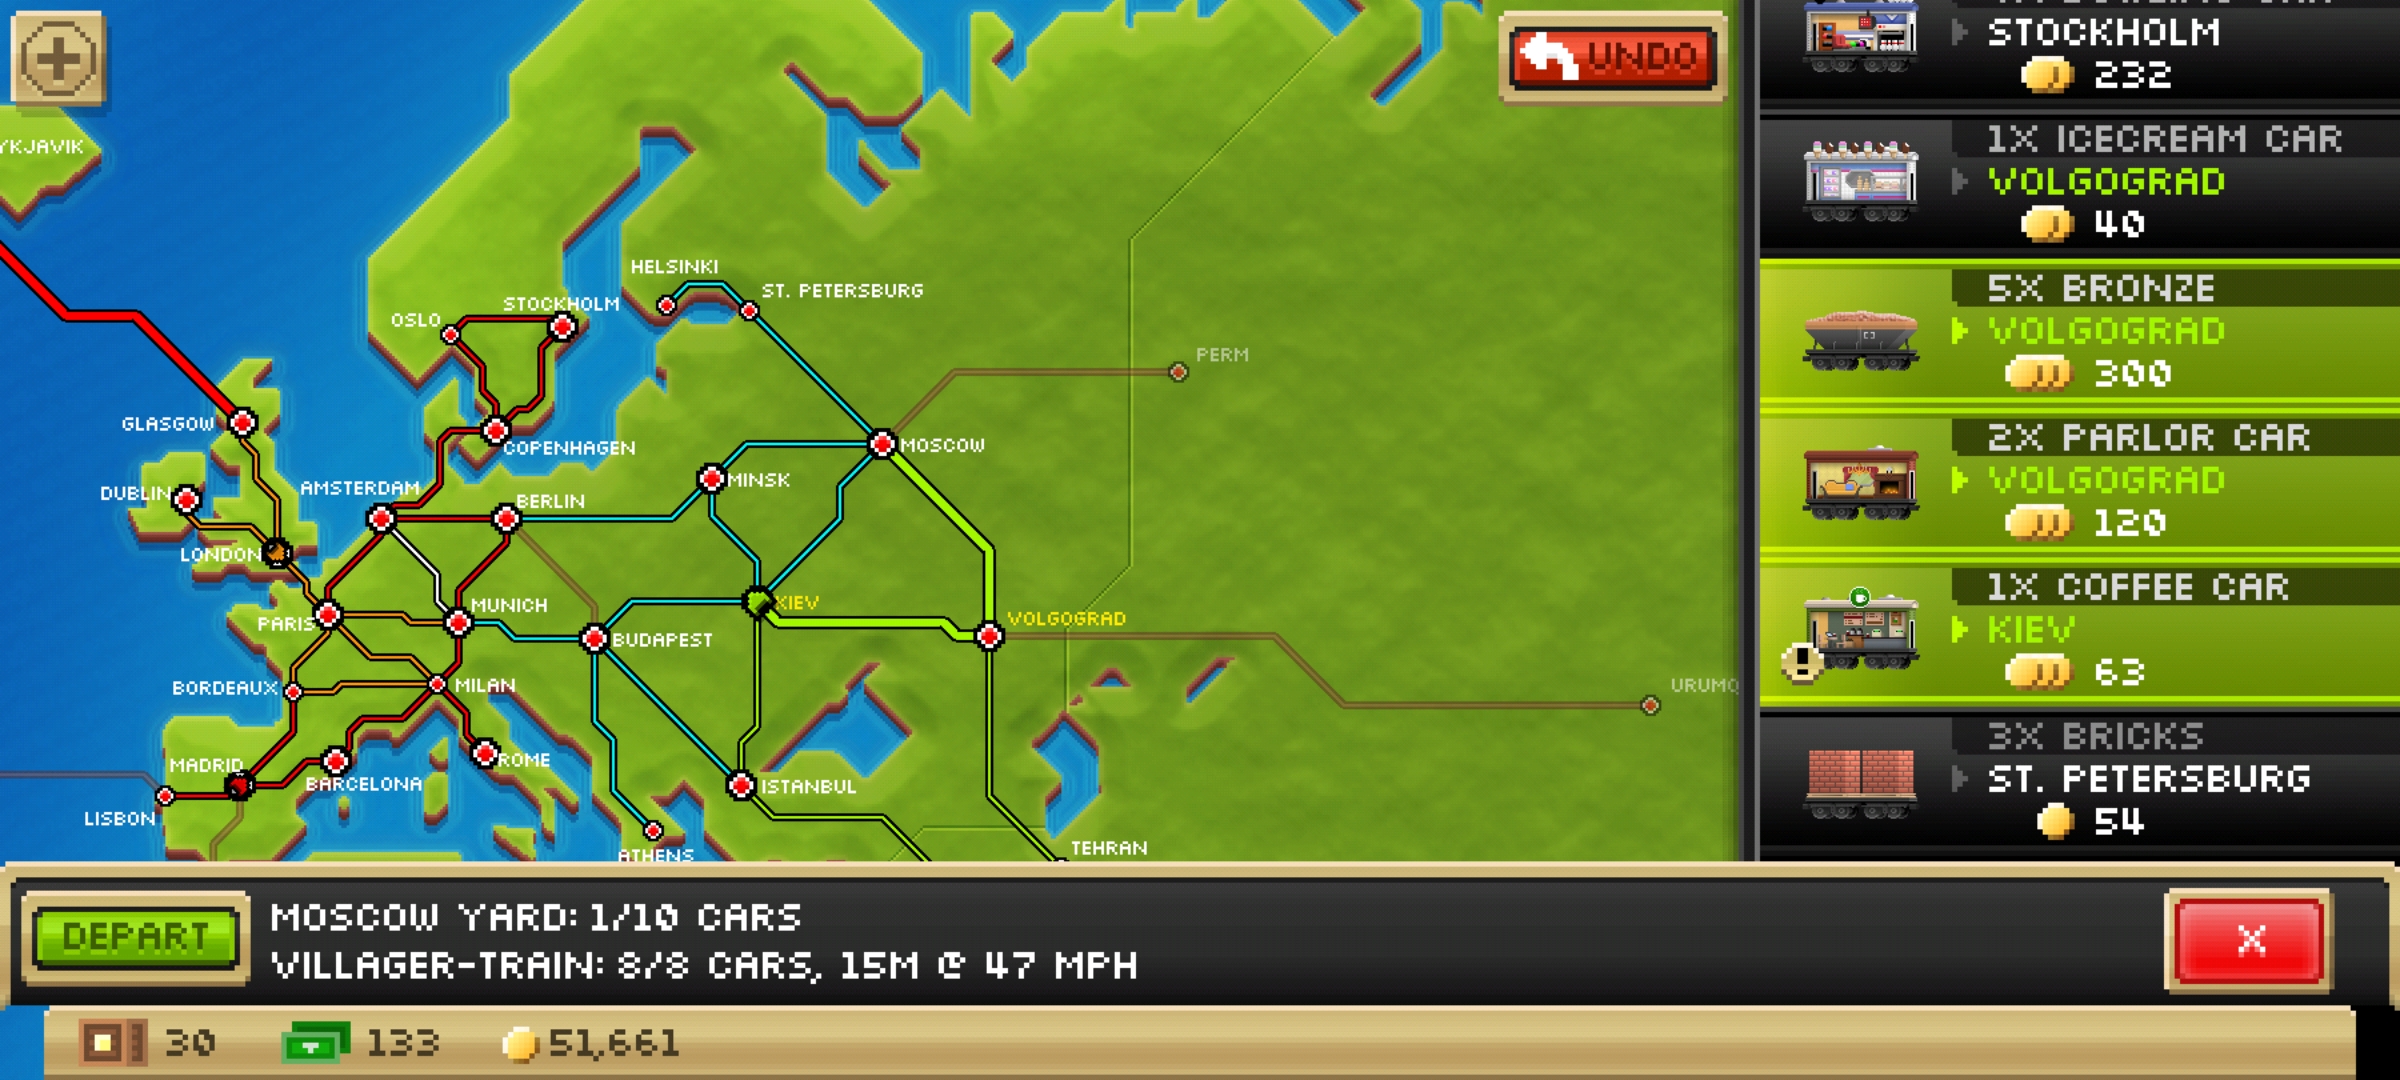 UNDO
YKJAVIK
HELSINKI
ST. PETERSBURG
STOCKHOLM
OSLO
PERM
GLASGOW
COPENHAGEN
MOSCOW
MINSK
DUBLIN
AMSTERDAM
BERLIN
LONDON
MUNICH
KIEV
VOLGOGRAD
PARIS
BUDAPEST
BORDEAUX
MILAN
URUMQ
MADRID
ROME
BARCELONA
ISTANBUL
LISBON
ATHENS
TEHRAN
STOCKHOLM
232
1X ICECREAM CAR
VOLGOGRAD
40
5X BRONZE
VOLGOGRAD
300
2X PARLOR CAR
VOLGOGRAD
120
1X COFFEE CAR
KIEV
63
3X BRICKS
ST. PETERSBURG
54
DEPART
MOSCOW YARD: 1/10 CARS
VILLAGER-TRAIN: 8/8 CARS, 15M @ 47 MPH
X
30 133 51,661